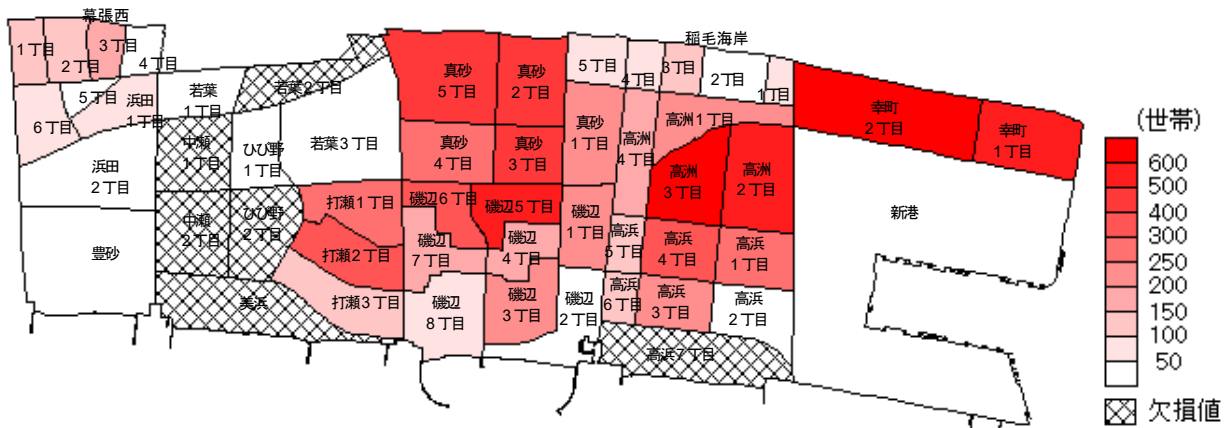 幕張西
1丁目
2丁目
3丁目
4丁目
5丁目
6丁目
浜田
1丁目
浜田
2丁目
豊砂
若葉
1丁目
若葉2丁目
若葉3丁目
中瀬
1丁目
中瀬
2丁目
ひび野
1丁目
ひび野
2丁目
美浜
打瀬1丁目
打瀬2丁目
打瀬3丁目
真砂
5丁目
真砂
2丁目
真砂
4丁目
真砂
3丁目
真砂
1丁目
磯辺6丁目
磯辺5丁目
磯辺
7丁目
磯辺
4丁目
磯辺
1丁目
磯辺
8丁目
磯辺
3丁目
磯辺
2丁目
稲毛海岸
5丁目
4丁目
3丁目
2丁目
1丁目
高洲1丁目
高洲
4丁目
高洲
3丁目
高洲
2丁目
高浜
5丁目
高浜
4丁目
高浜
1丁目
高浜
6丁目
高浜
3丁目
高浜
2丁目
高浜7丁目
幸町
2丁目
幸町
1丁目
新港
(世帯)
600
500
400
300
250
200
150
100
50
欠損値